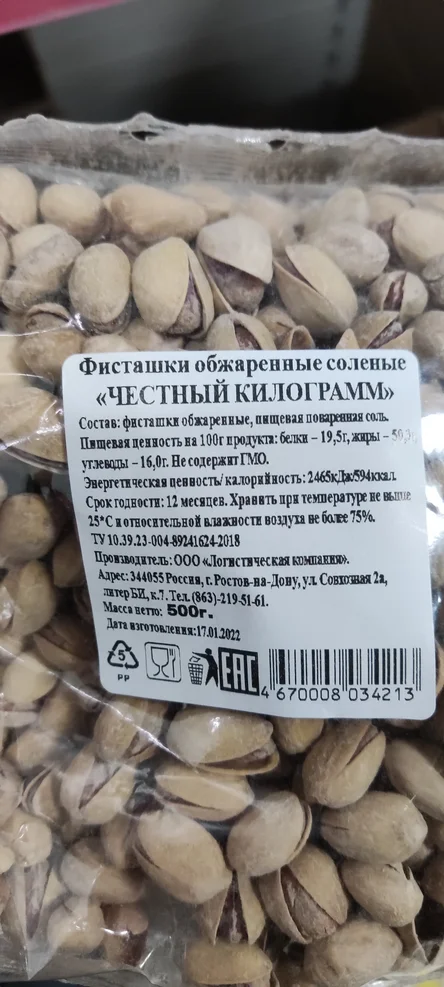 Фисташки обжаренные соленые
«ЧЕСТНЫЙ КИЛОГРАММ»
Состав: фисташки обжаренные, пищевая поваренная соль.
Пищевая ценность на 100г продукта: белки – 19,5г, жиры – 50,3
углеводы – 16,0г. Не содержит ГМО.
Энергетическая ценность/ калорийность: 2465кДж/594ккал.
Срок годности: 12 месяцев. Хранить при температуре не выше
25*С и относительной влажности воздуха не более 75%.
ТУ 10.39.23-004-89241624-2018
Производитель: ООО «Логистическая компания».
Адрес: 344055 Россия, г. Ростов-на-Дону, ул. Совхозная 2а,
литер БИ, к.7. Тел. (863)-219-51-61.
Масса нетто: 500г.
Дата изготовления:17.01.2022
5
PP
EAC
4 670008 034213